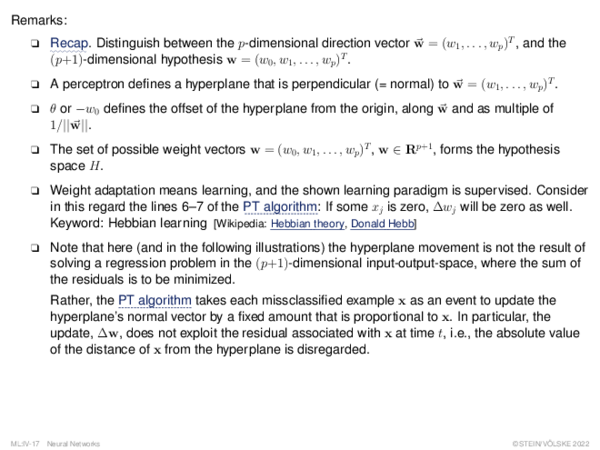 Remarks:
❑ Recap. Distinguish between the p-dimensional direction vector w⃗ = (w₁, . . . , wₚ)ᵀ, and the
(p+1)-dimensional hypothesis w = (w₀, w₁, . . . , wₚ)ᵀ.
❑ A perceptron defines a hyperplane that is perpendicular (= normal) to w⃗ = (w₁, . . . , wₚ)ᵀ.
❑ θ or −w₀ defines the offset of the hyperplane from the origin, along w⃗ and as multiple of
1/||w⃗||.
❑ The set of possible weight vectors w = (w₀, w₁, . . . , wₚ)ᵀ, w ∈ Rᵖ⁺¹, forms the hypothesis
space H.
❑ Weight adaptation means learning, and the shown learning paradigm is supervised. Consider
in this regard the lines 6–7 of the PT algorithm: If some xⱼ is zero, Δwⱼ will be zero as well.
Keyword: Hebbian learning [Wikipedia: Hebbian theory, Donald Hebb]
❑ Note that here (and in the following illustrations) the hyperplane movement is not the result of
solving a regression problem in the (p+1)-dimensional input-output-space, where the sum of
the residuals is to be minimized.
Rather, the PT algorithm takes each missclassified example x as an event to update the
hyperplane's normal vector by a fixed amount that is proportional to x. In particular, the
update, Δw, does not exploit the residual associated with x at time t, i.e., the absolute value
of the distance of x from the hyperplane is disregarded.
ML:IV-17 Neural Networks
©STEIN/VÖLSKE 2022